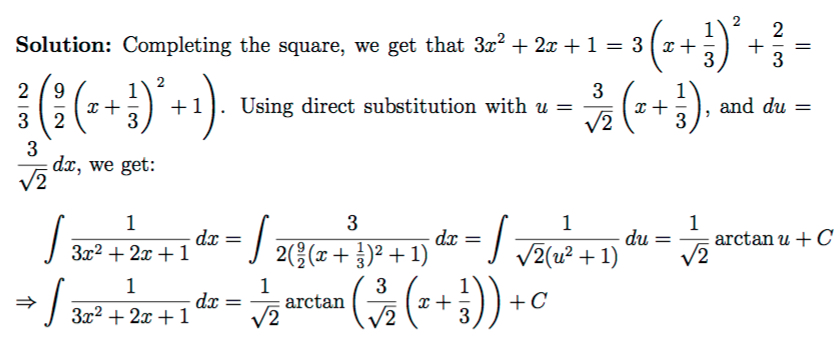 **Solution:** Completing the square, we get that $3x^2 + 2x + 1 = 3\left(x + \frac{1}{3}\right)^2 + \frac{2}{3} =$
$\frac{2}{3}\left(\frac{9}{2}\left(x + \frac{1}{3}\right)^2 + 1\right)$. Using direct substitution with $u = \frac{3}{\sqrt{2}}\left(x + \frac{1}{3}\right)$, and $du =$
$\frac{3}{\sqrt{2}}\,dx$, we get:
$\int \frac{1}{3x^2 + 2x + 1}\,dx = \int \frac{3}{2(\frac{9}{2}(x + \frac{1}{3})^2 + 1)}\,dx = \int \frac{1}{\sqrt{2}(u^2 + 1)}\,du = \frac{1}{\sqrt{2}} \arctan u + C$
$\Rightarrow \int \frac{1}{3x^2 + 2x + 1}\,dx = \frac{1}{\sqrt{2}} \arctan\left(\frac{3}{\sqrt{2}}\left(x + \frac{1}{3}\right)\right) + C$